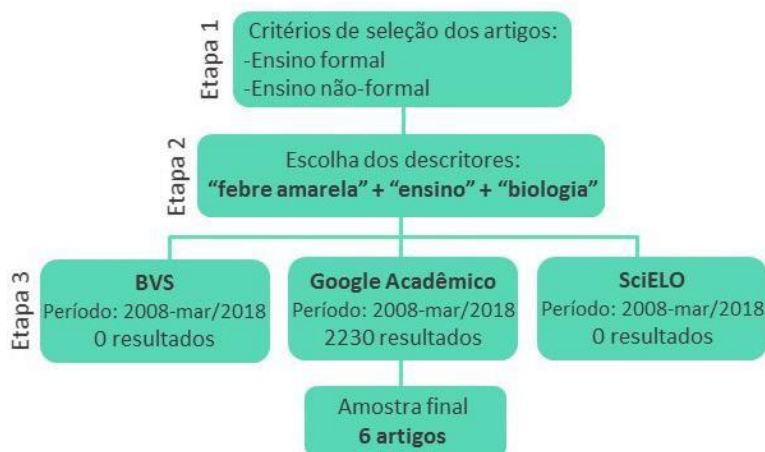 Etapa 1
Critérios de seleção dos artigos:
-Ensino formal
-Ensino não-formal
Etapa 2
Escolha dos descritores:
“febre amarela” + “ensino” + “biologia”
Etapa 3
BVS
Período: 2008-mar/2018
0 resultados
Google Acadêmico
Período: 2008-mar/2018
2230 resultados
SciELO
Período: 2008-mar/2018
0 resultados
Amostra final
6 artigos